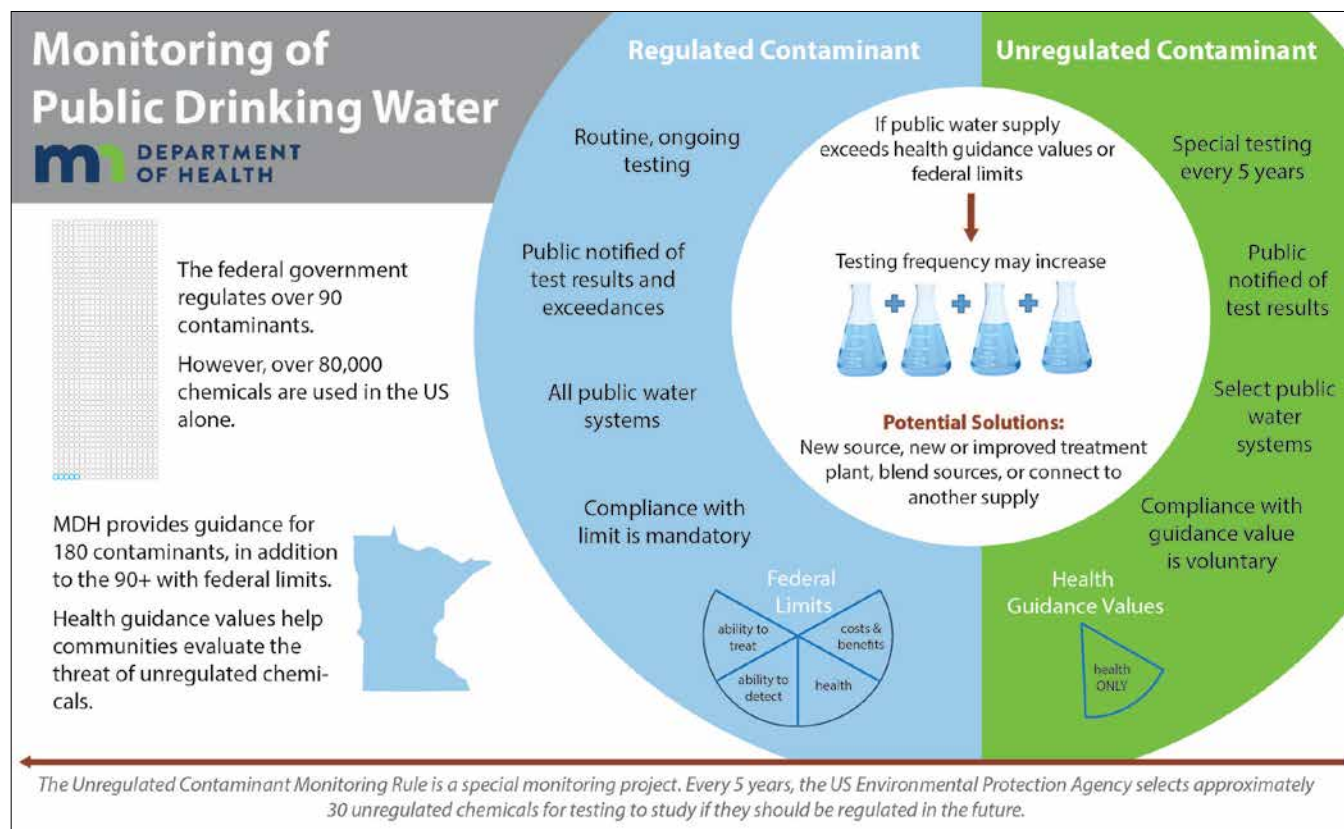 Monitoring of
Public Drinking Water
mn DEPARTMENT
OF HEALTH
The federal government
regulates over 90
contaminants.
However, over 80,000
chemicals are used in the US
alone.
MDH provides guidance for
180 contaminants, in addition
to the 90+ with federal limits.
Health guidance values help
communities evaluate the
threat of unregulated chemi-
cals.
Regulated Contaminant
Routine, ongoing
testing
Public notified of
test results and
exceedances
All public water
systems
Compliance with
limit is mandatory
Federal
Limits
ability to
treat
costs &
benefits
ability to
detect
health
If public water supply
exceeds health guidance values or
federal limits
Testing frequency may increase
Potential Solutions:
New source, new or improved treatment
plant, blend sources, or connect to
another supply
Unregulated Contaminant
Special testing
every 5 years
Public
notified of
test results
Select public
water
systems
Compliance with
guidance value
is voluntary
Health
Guidance Values
health
ONLY
The Unregulated Contaminant Monitoring Rule is a special monitoring project. Every 5 years, the US Environmental Protection Agency selects approximately
30 unregulated chemicals for testing to study if they should be regulated in the future.